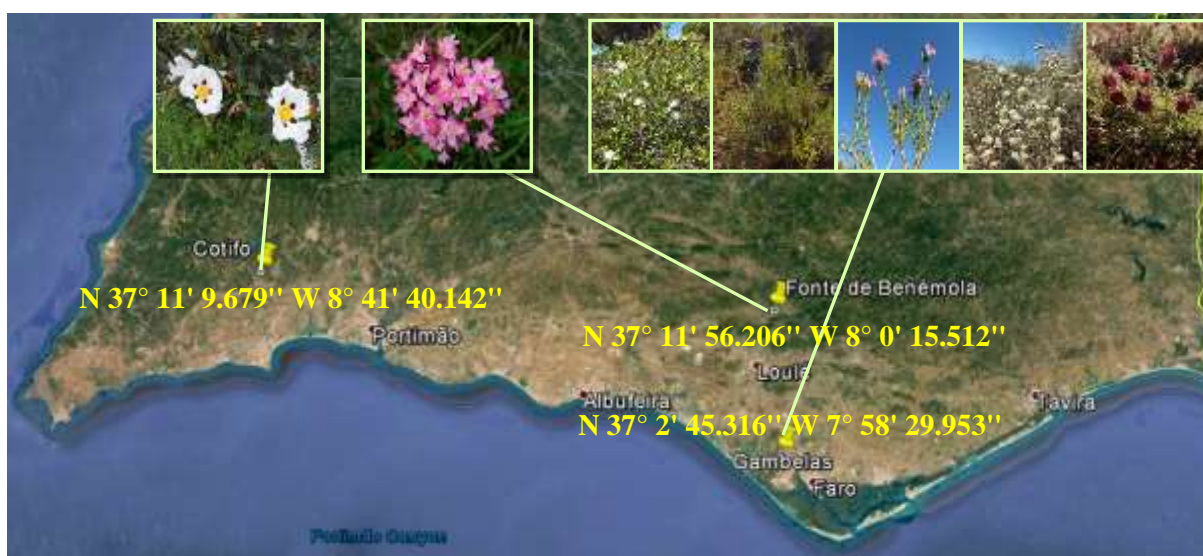 Cotifo
N 37° 11' 9.679'' W 8° 41' 40.142''
Fonte de Benémola
N 37° 11' 56.206'' W 8° 0' 15.512''
Portimão
Loulé
Albufeira
Tavira
N 37° 2' 45.316'' W 7° 58' 29.953''
Gambelas
Faro